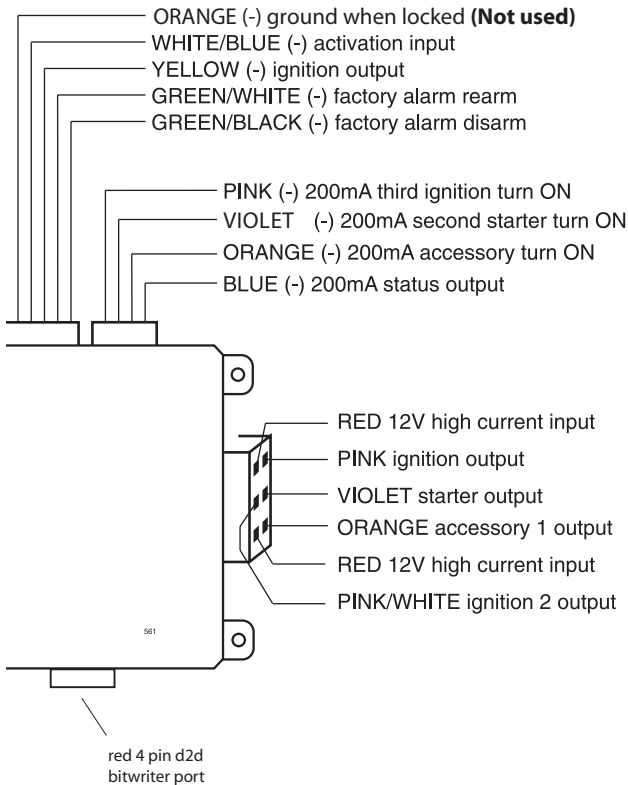 ORANGE (-) ground when locked (Not used)
WHITE/BLUE (-) activation input
YELLOW (-) ignition output
GREEN/WHITE (-) factory alarm rearm
GREEN/BLACK (-) factory alarm disarm
PINK (-) 200mA third ignition turn ON
VIOLET (-) 200mA second starter turn ON
ORANGE (-) 200mA accessory turn ON
BLUE (-) 200mA status output
RED 12V high current input
PINK ignition output
VIOLET starter output
ORANGE accessory 1 output
RED 12V high current input
PINK/WHITE ignition 2 output
561
red 4 pin d2d
bitwriter port